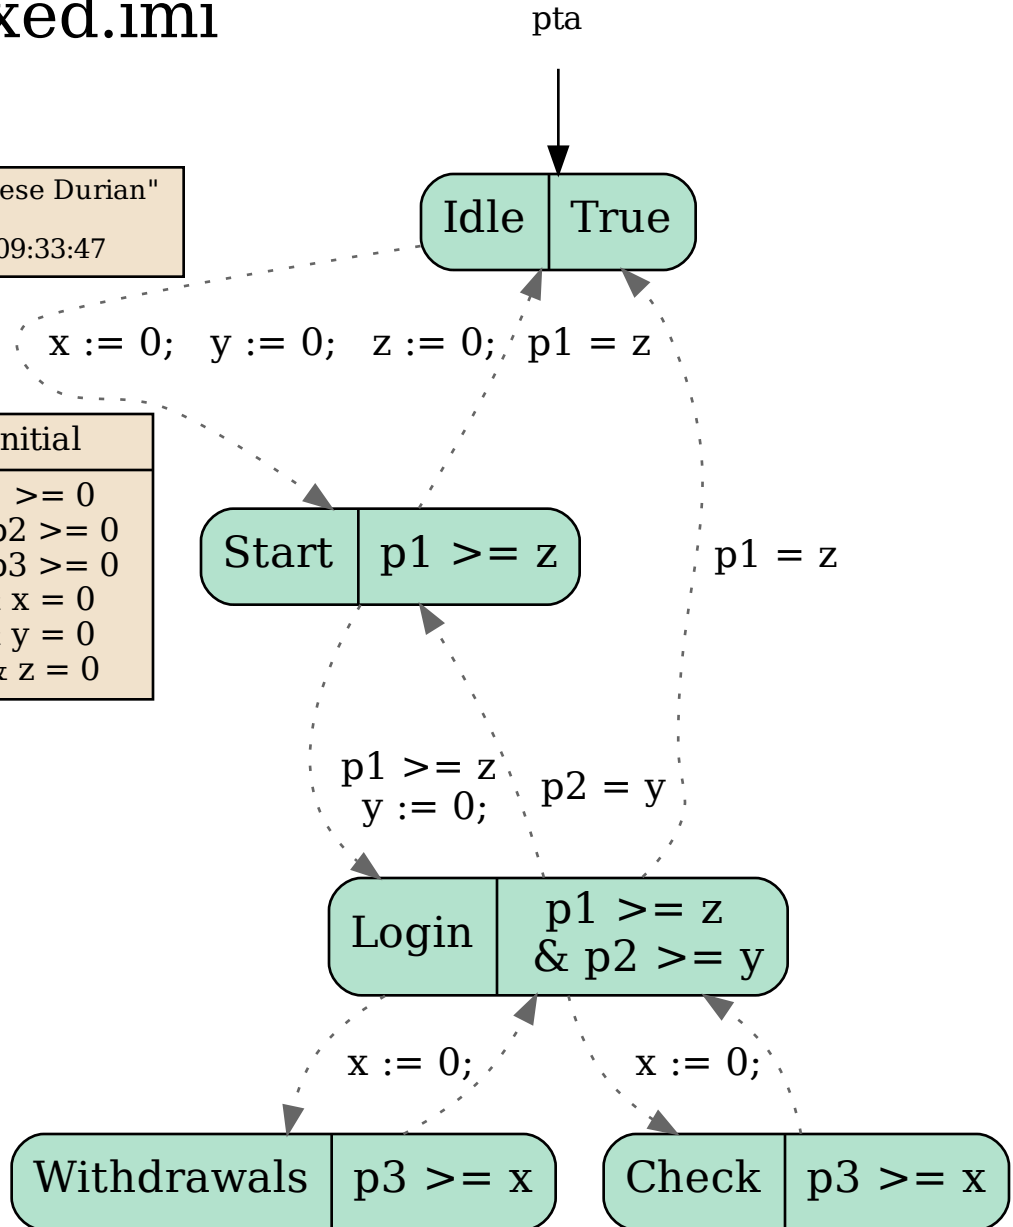 xed.imi
pta
ese Durian"
09:33:47
Idle
True
x := 0; y := 0; z := 0;
p1 = z
nitial
>= 0
p2 >= 0
p3 >= 0
x = 0
y = 0
& z = 0
Start
p1 >= z
p1 = z
p1 >= z
y := 0;
p2 = y
Login
p1 >= z
& p2 >= y
x := 0;
x := 0;
Withdrawals
p3 >= x
Check
p3 >= x